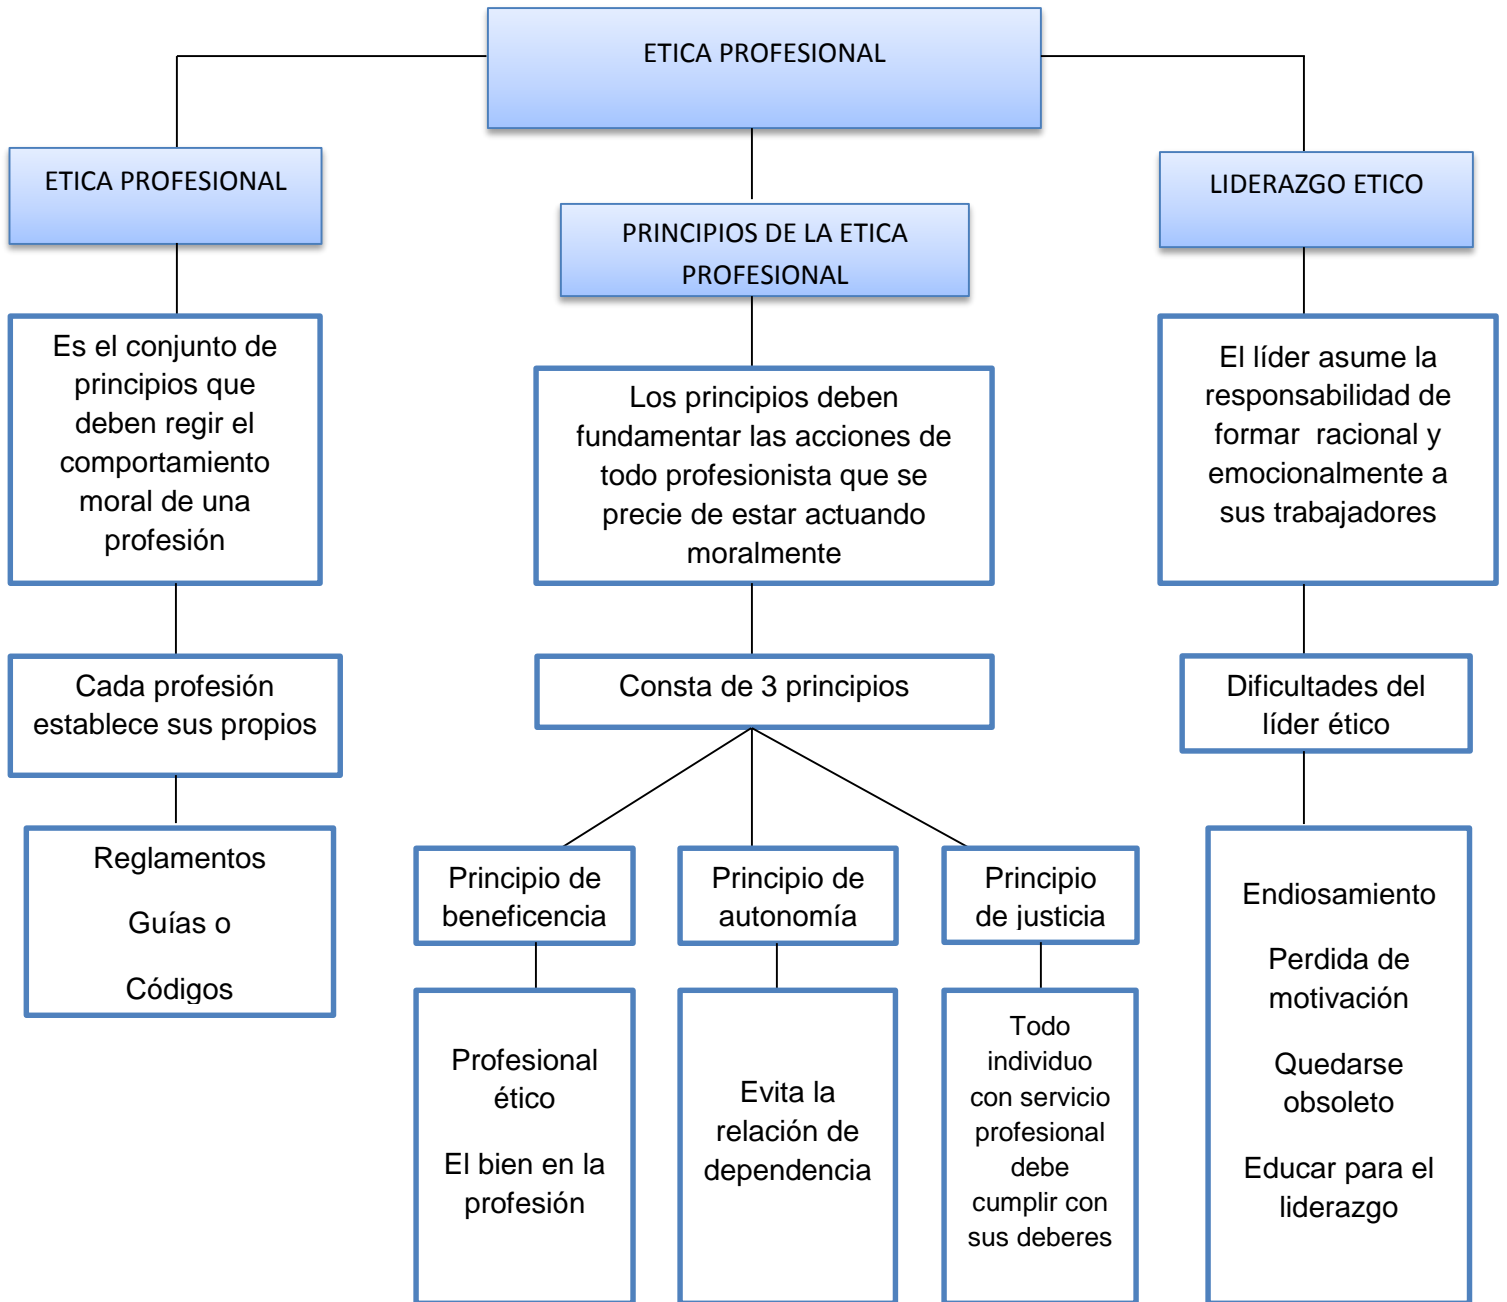 ETICA PROFESIONAL
ETICA PROFESIONAL
Es el conjunto de
principios que
deben regir el
comportamiento
moral de una
profesión
Cada profesión
establece sus propios
Reglamentos
Guías o
Códigos
PRINCIPIOS DE LA ETICA
PROFESIONAL
Los principios deben
fundamentar las acciones de
todo profesionista que se
precie de estar actuando
moralmente
Consta de 3 principios
Principio de
beneficencia
Profesional
ético
El bien en la
profesión
Principio de
autonomía
Evita la
relación de
dependencia
Principio
de justicia
Todo
individuo
con servicio
profesional
debe
cumplir con
sus deberes
LIDERAZGO ETICO
El líder asume la
responsabilidad de
formar  racional y
emocionalmente a
sus trabajadores
Dificultades del
líder ético
Endiosamiento
Perdida de
motivación
Quedarse
obsoleto
Educar para el
liderazgo